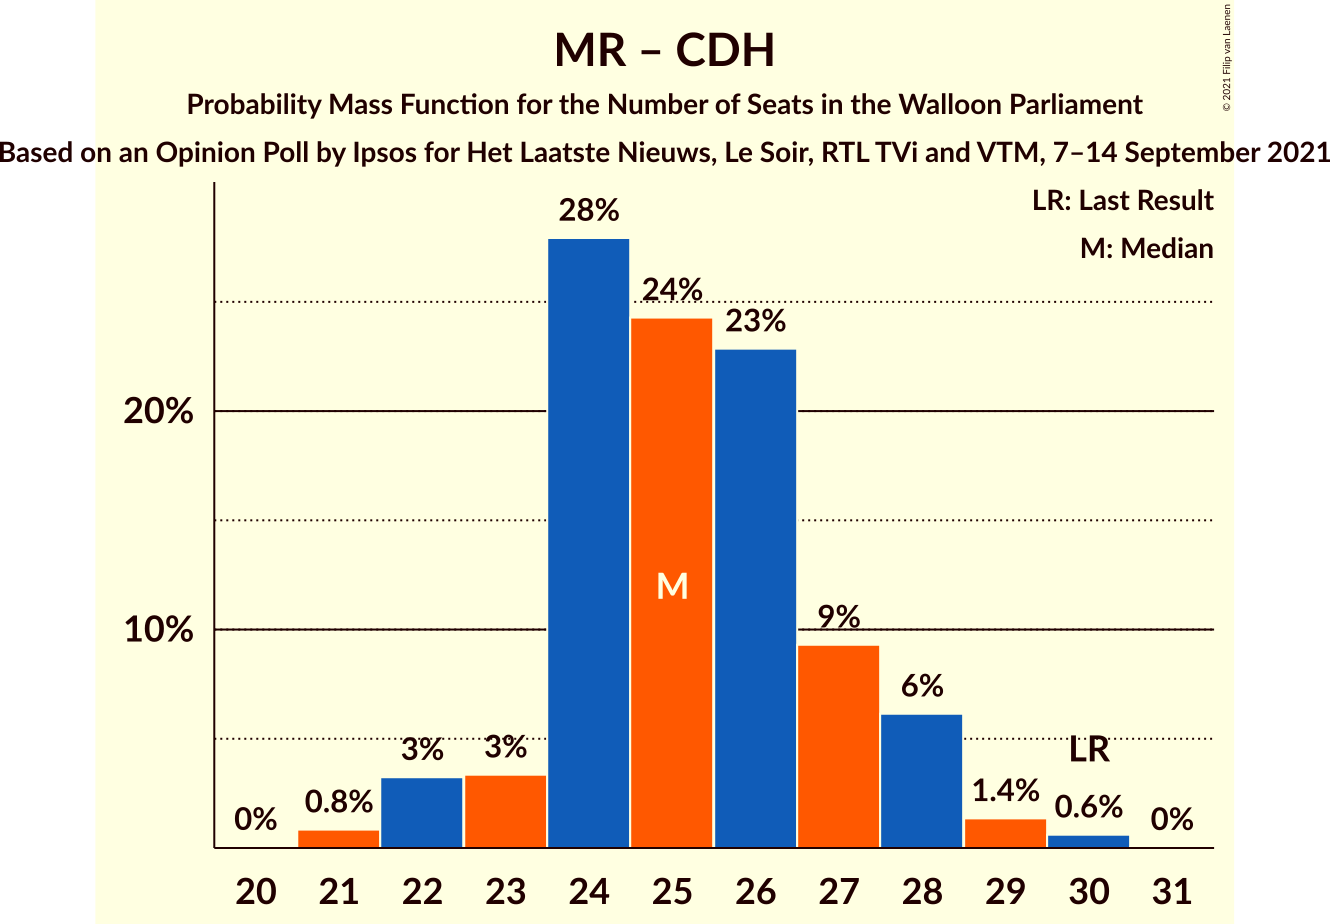 MR – CDH
Probability Mass Function for the Number of Seats in the Walloon Parliament
Based on an Opinion Poll by Ipsos for Het Laatste Nieuws, Le Soir, RTL TVi and VTM, 7–14 September 2021
© 2021 Filip van Laenen
LR: Last Result
M: Median
28%
24%
23%
20%
M
10%
9%
6%
3%
3%
LR
0%
0.8%
1.4%
0.6%
0%
20 21 22 23 24 25 26 27 28 29 30 31